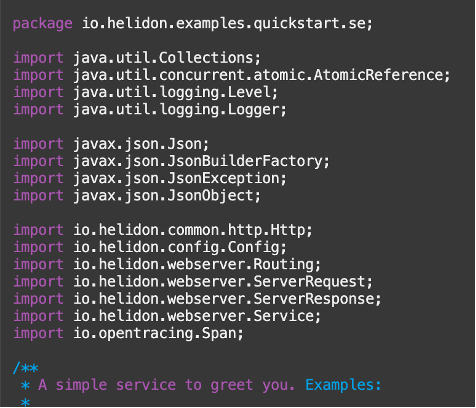 package io.helidon.examples.quickstart.se;
import java.util.Collections;
import java.util.concurrent.atomic.AtomicReference;
import java.util.logging.Level;
import java.util.logging.Logger;
import javax.json.Json;
import javax.json.JsonBuilderFactory;
import javax.json.JsonException;
import javax.json.JsonObject;
import io.helidon.common.http.Http;
import io.helidon.config.Config;
import io.helidon.webserver.Routing;
import io.helidon.webserver.ServerRequest;
import io.helidon.webserver.ServerResponse;
import io.helidon.webserver.Service;
import io.opentracing.Span;
/**
* A simple service to greet you. Examples:
*